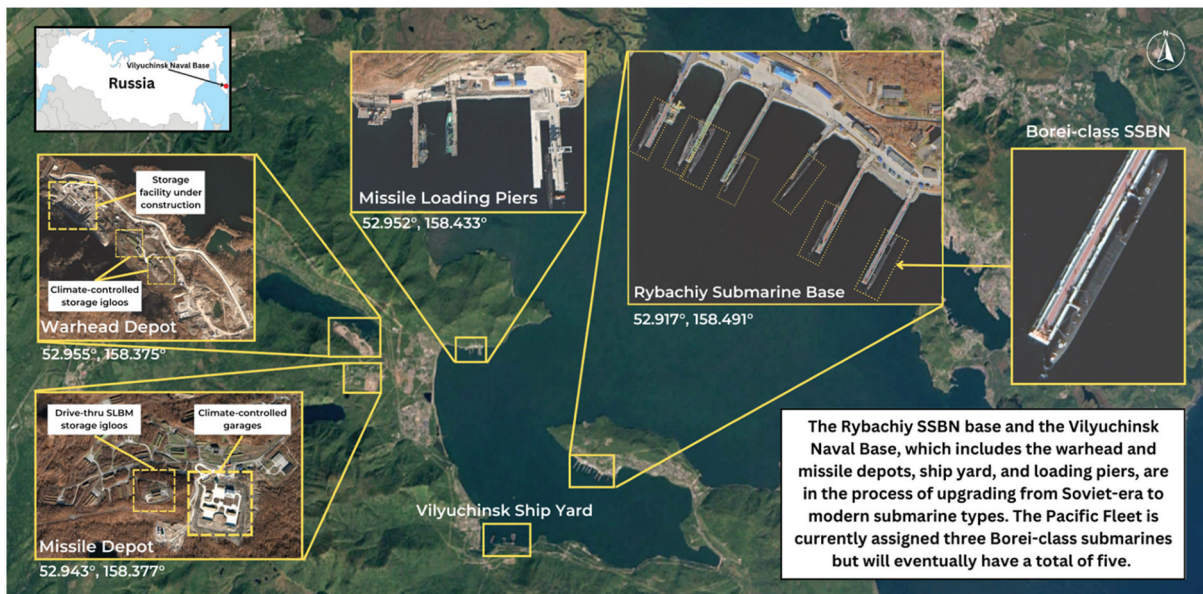 Vilyuchinsk Naval Base
Russia
N
Storage
facility under
construction
Climate-controlled
storage igloos
Warhead Depot
52.955°, 158.375°
Missile Loading Piers
52.952°, 158.433°
Rybachiy Submarine Base
52.917°, 158.491°
Borei-class SSBN
Drive-thru SLBM
storage igloos
Climate-controlled
garages
Missile Depot
52.943°, 158.377°
Vilyuchinsk Ship Yard
The Rybachiy SSBN base and the Vilyuchinsk
Naval Base, which includes the warhead and
missile depots, ship yard, and loading piers, are
in the process of upgrading from Soviet-era to
modern submarine types. The Pacific Fleet is
currently assigned three Borei-class submarines
but will eventually have a total of five.